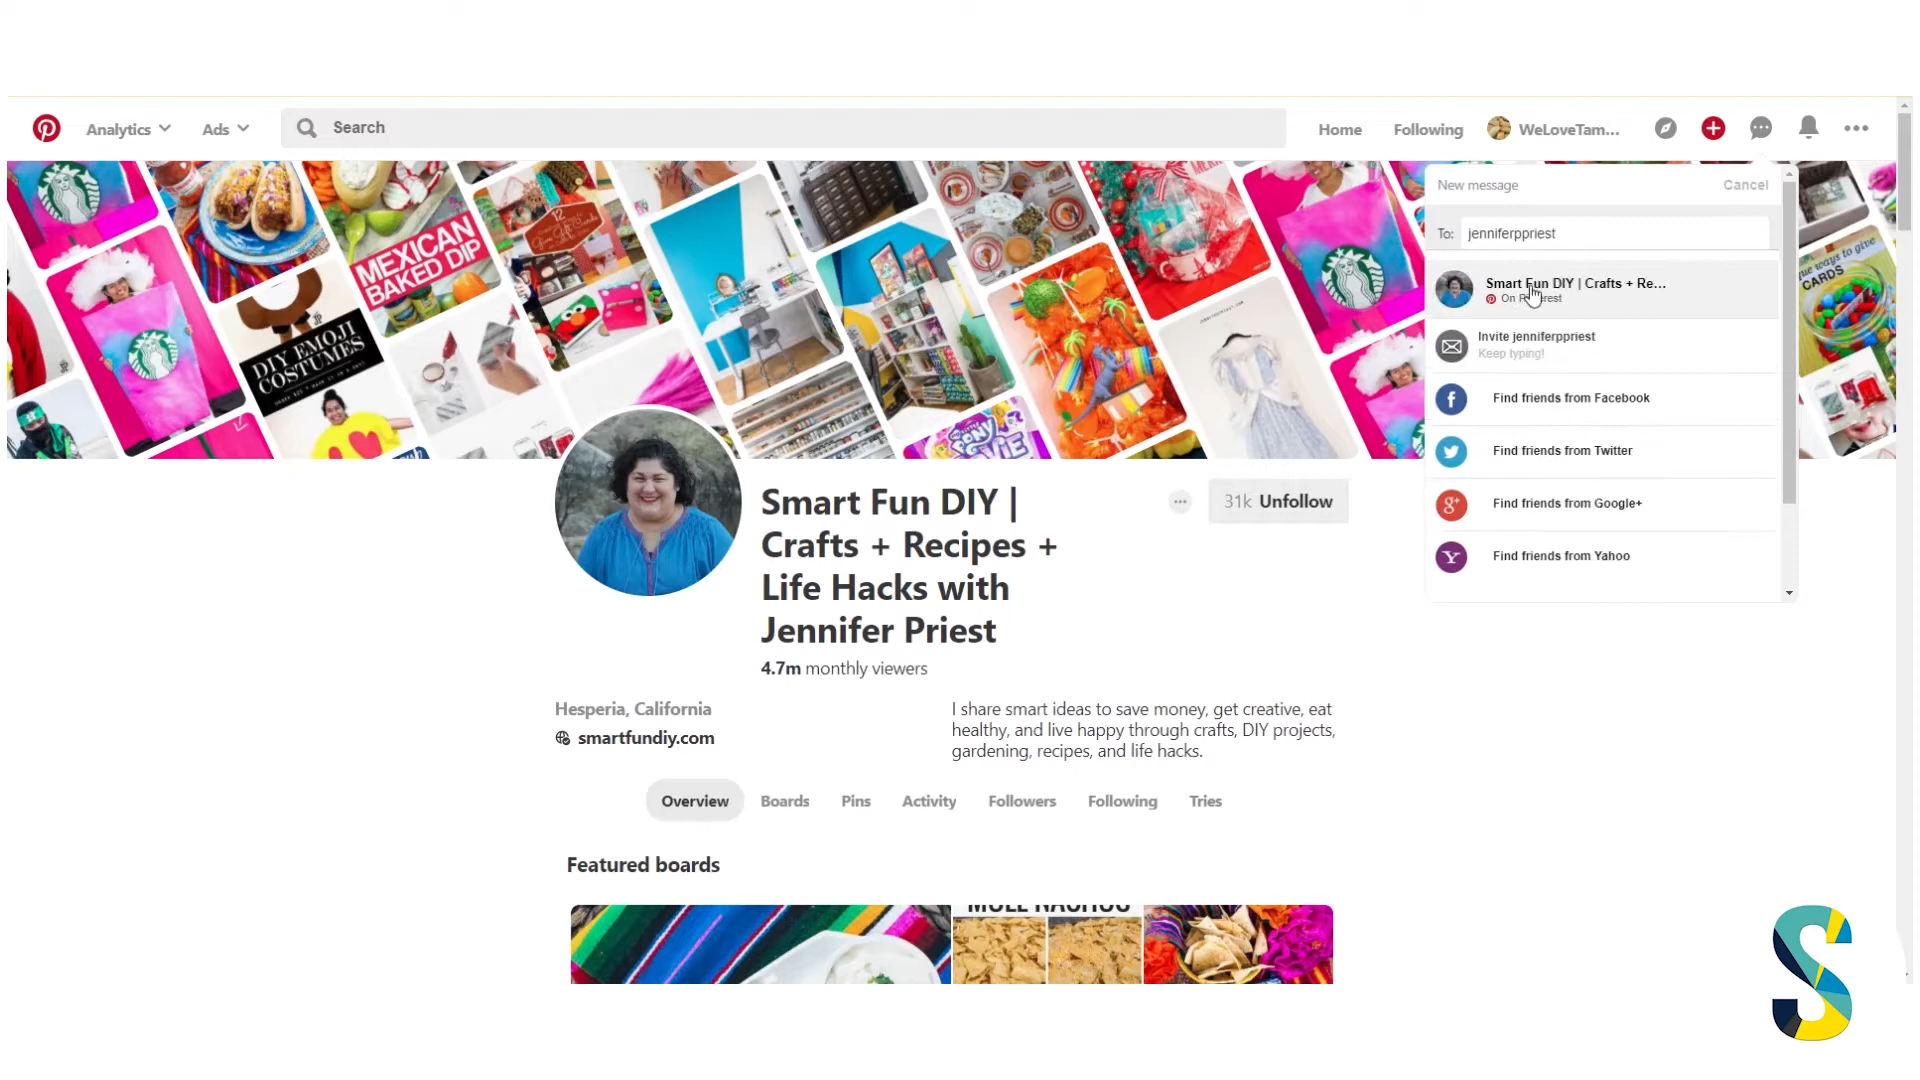 Analytics
Ads
Search
Home
Following
WeLoveTam...
New message
Cancel
To:
jenniferppriest
Smart Fun DIY | Crafts + Re...
On
Invite jenniferppriest
Keep typing!
Find friends from Facebook
Find friends from Twitter
Find friends from Google+
Find friends from Yahoo
MEXICAN
BAKED DIP
DIY EMOJI
COSTUMES
12
CARDS
Smart Fun DIY |
Crafts + Recipes +
Life Hacks with
Jennifer Priest
31k Unfollow
4.7m monthly viewers
Hesperia, California
smartfundiy.com
I share smart ideas to save money, get creative, eat
healthy, and live happy through crafts, DIY projects,
gardening, recipes, and life hacks.
Overview
Boards
Pins
Activity
Followers
Following
Tries
Featured boards